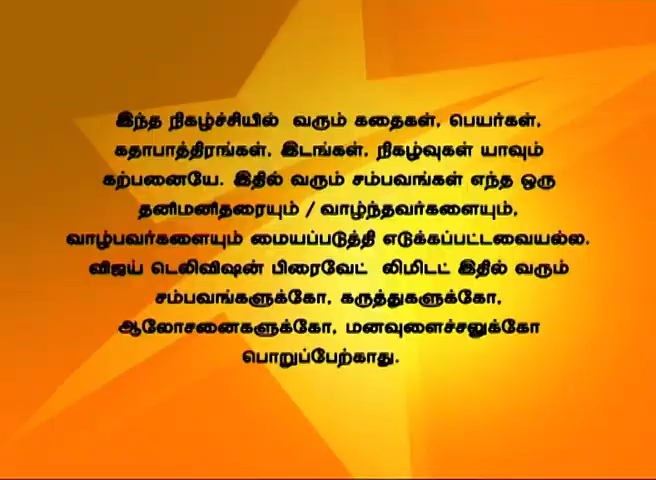 இந்த நிகழ்ச்சியில் வரும் கதைகள், பெயர்கள்,
கதாபாத்திரங்கள், இடங்கள், நிகழ்வுகள் யாவும்
கற்பனையே. இதில் வரும் சம்பவங்கள் எந்த ஒரு
தனிமனிதரையும் / வாழ்ந்தவர்களையும்,
வாழ்பவர்களையும் மையப்படுத்தி எடுக்கப்பட்டவையல்ல.
விஜய் டெலிவிஷன் பிரைவேட் லிமிடட் இதில் வரும்
சம்பவங்களுக்கோ, கருத்துகளுக்கோ,
ஆலோசனைகளுக்கோ, மனவுளைச்சலுக்கோ
பொறுப்பேற்காது.